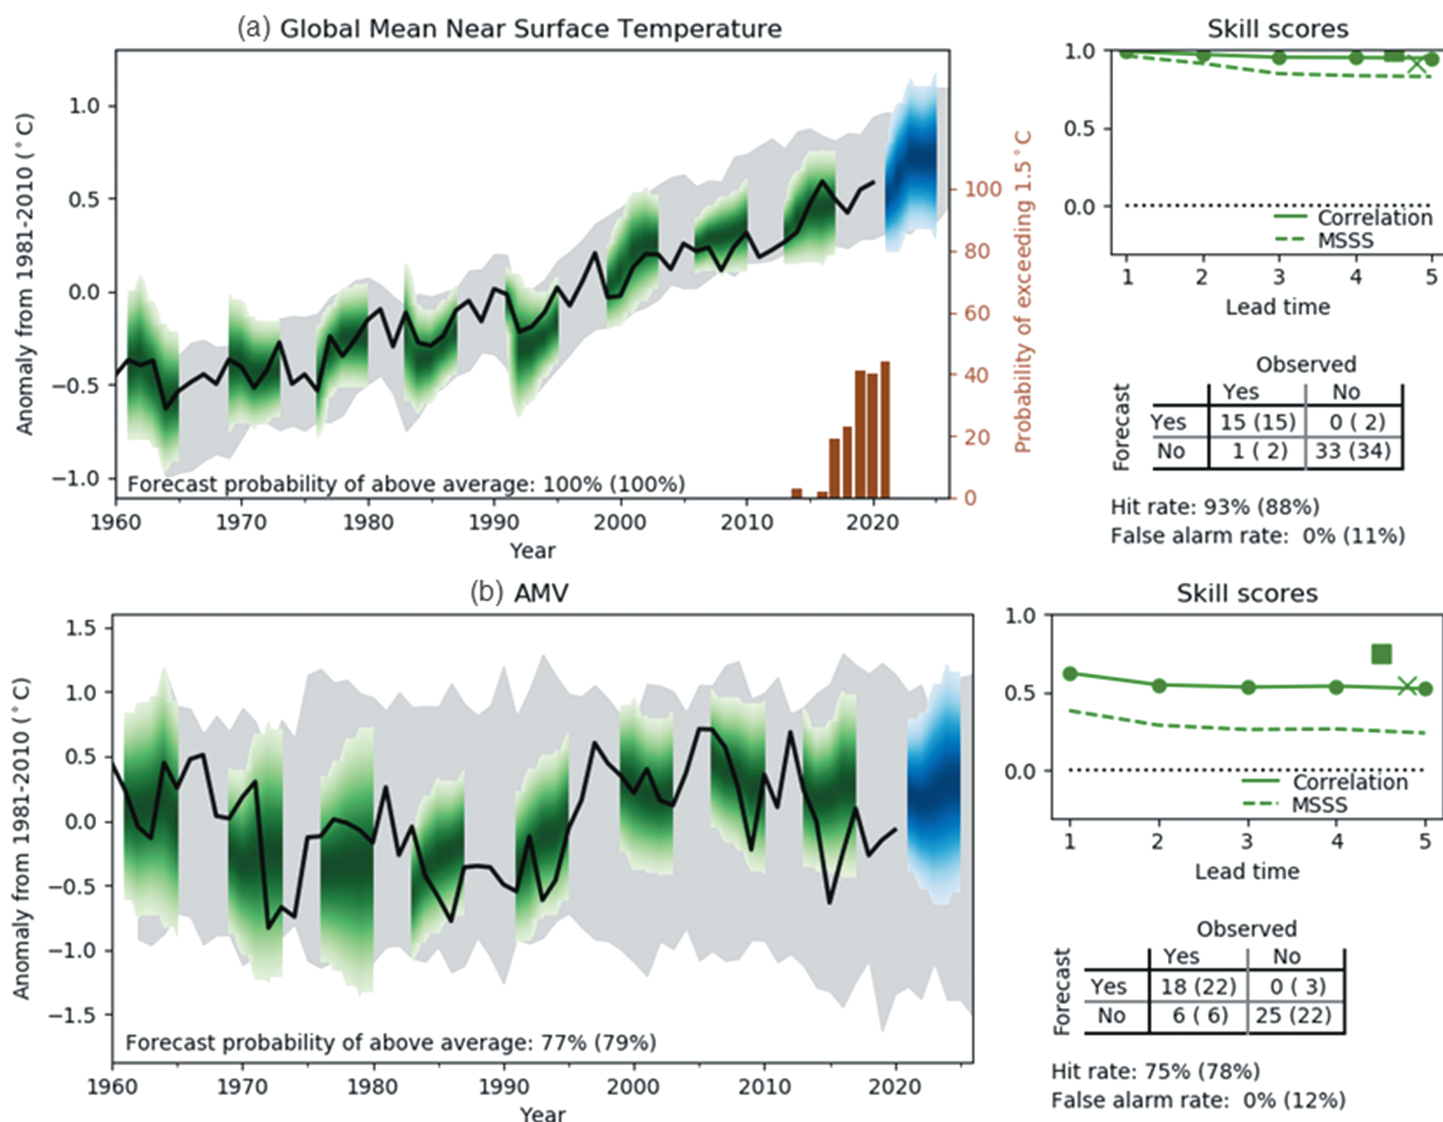 (a) Global Mean Near Surface Temperature
Skill scores
Anomaly from 1981-2010 (°C)
1.0
0.5
0.0
−0.5
−1.0
100
80
60
40
20
0
Probability of exceeding 1.5°C
Forecast probability of above average: 100% (100%)
1960 1970 1980 1990 2000 2010 2020
Year
1.0
0.5
0.0
Correlation
MSSS
1 2 3 4 5
Lead time
Observed
Forecast
Yes No
Yes 15 (15) 0 ( 2)
No 1 ( 2) 33 (34)
Hit rate: 93% (88%)
False alarm rate: 0% (11%)
(b) AMV
Skill scores
Anomaly from 1981-2010 (°C)
1.5
1.0
0.5
0.0
−0.5
−1.0
−1.5
Forecast probability of above average: 77% (79%)
1960 1970 1980 1990 2000 2010 2020
Year
1.0
0.5
0.0
Correlation
MSSS
1 2 3 4 5
Lead time
Observed
Forecast
Yes No
Yes 18 (22) 0 ( 3)
No 6 ( 6) 25 (22)
Hit rate: 75% (78%)
False alarm rate: 0% (12%)